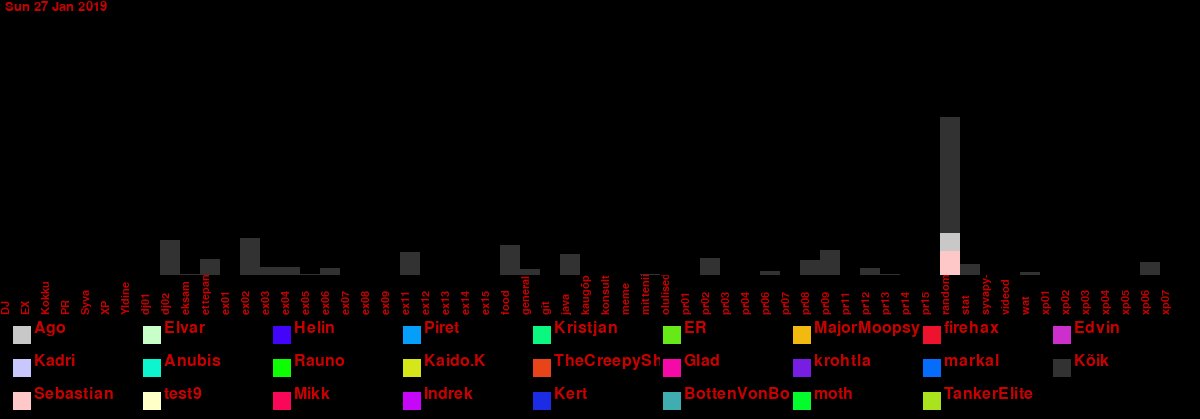 Sun 27 Jan 2019
DJ EX Kokku PR Syva XP Yldine dj01 dj02 eksam ettepan ex01 ex02 ex03 ex04 ex05 ex06 ex07 ex08 ex09 ex11 ex12 ex13 ex14 ex15 food general git java kaugõp konsult meme mittenii olulised pr01 pr02 pr03 pr04 pr06 pr07 pr08 pr09 pr11 pr12 pr13 pr14 pr15 random stat syvapy- videod wat xp01 xp02 xp03 xp04 xp05 xp06 xp07
Ago Elvar Helin Piret Kristjan ER MajorMoopsy firehax Edvin
Kadri Anubis Rauno Kaido.K TheCreepySh Glad krohtla markal Kõik
Sebastian test9 Mikk Indrek Kert BottenVonBo moth TankerElite